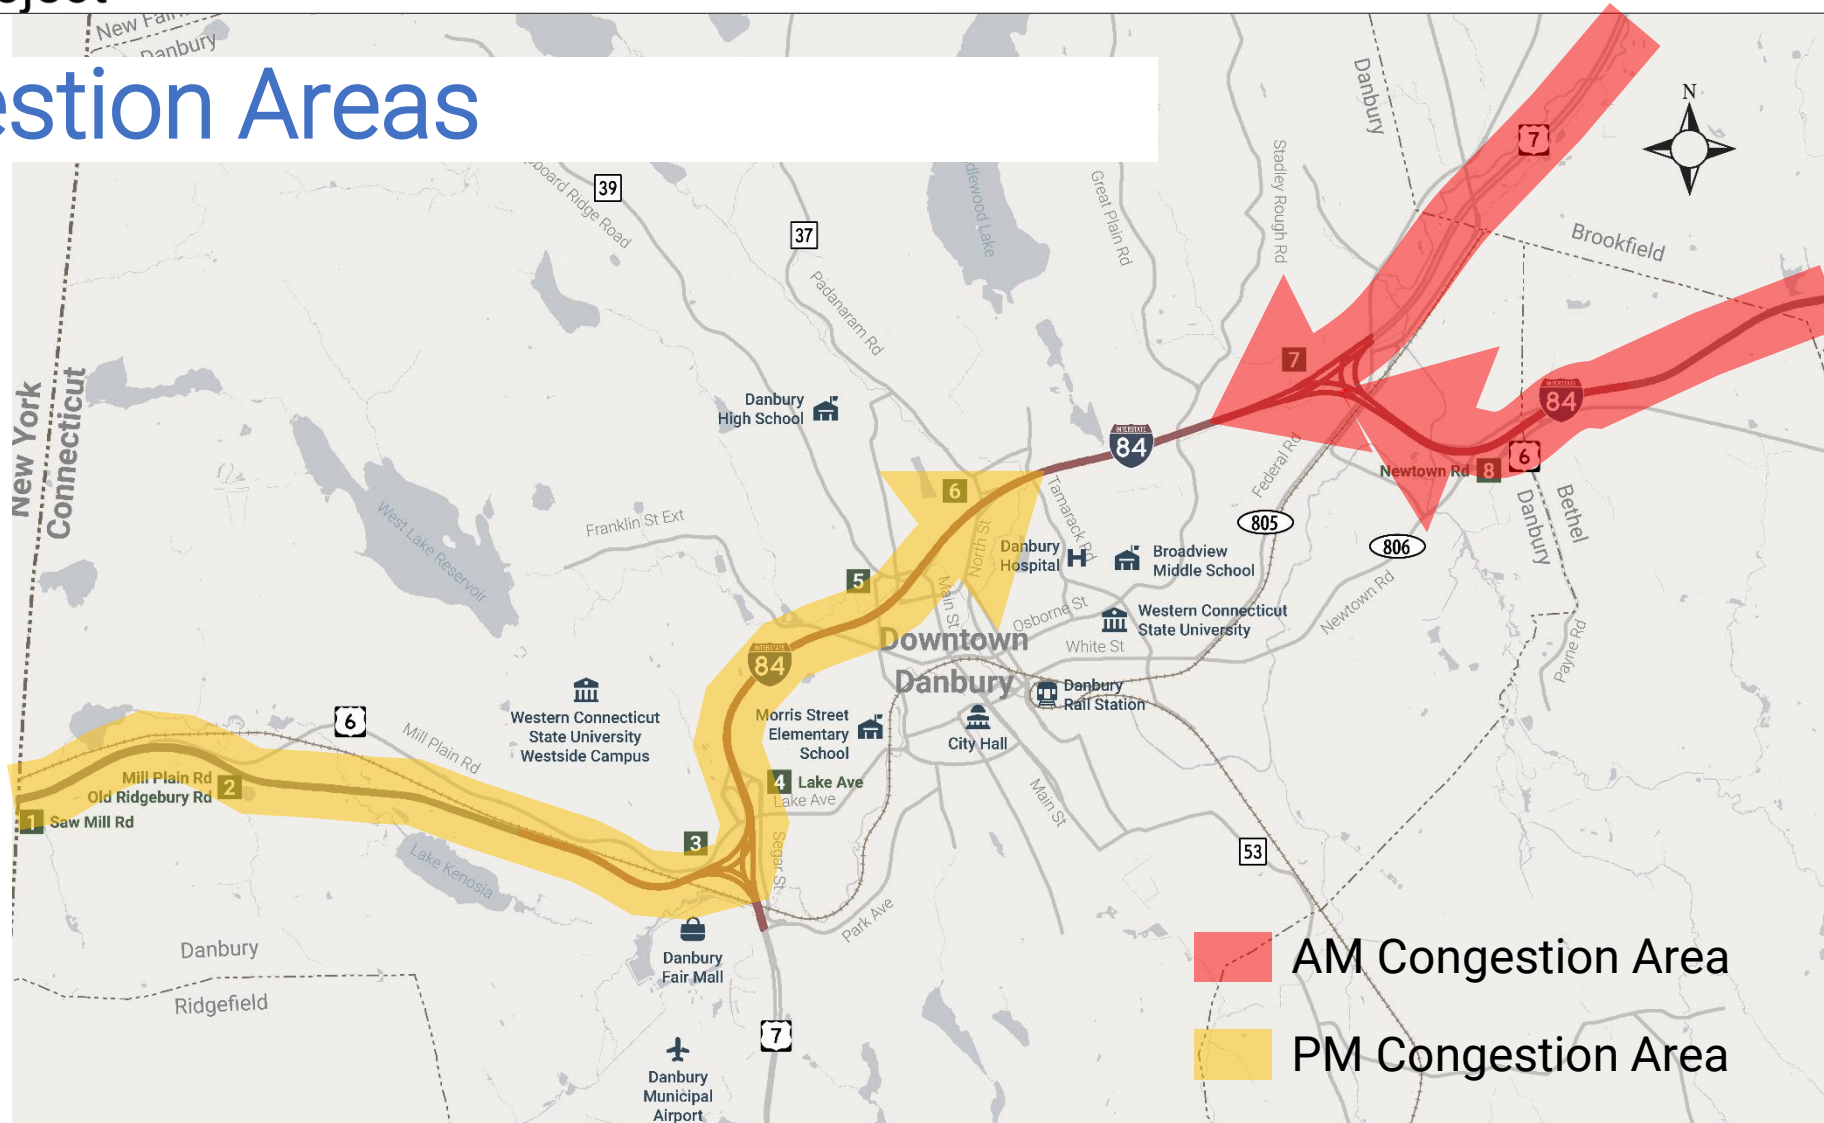 estion Areas
Danbury
39
Ridge Road
37
Padanaram Rd
Great Plain Rd
Stadley Rough Rd
Danbury
7
N
Brookfield
New York
Connecticut
Danbury
High School
7
INTERSTATE
84
INTERSTATE
84
6
Newtown Rd 8
Federal Rd
Bethel
Danbury
West Lake Reservoir
Franklin St Ext
6
North St
Tamarack Rd
Danbury
Hospital
Broadview
Middle School
805
806
5
Main St
Osborne St
Western Connecticut
State University
White St
Newtown Rd
Payne Rd
Downtown
Danbury
INTERSTATE
84
Danbury
Rail Station
Western Connecticut
State University
Westside Campus
Morris Street
Elementary
School
City Hall
6
Mill Plain Rd
Mill Plain Rd
Old Ridgebury Rd
2
1 Saw Mill Rd
4 Lake Ave
Lake Ave
Main St
3
Segar St
Lake Kenosia
53
Park Ave
Danbury
Ridgefield
Danbury
Fair Mall
7
Danbury
Municipal
Airport
AM Congestion Area
PM Congestion Area